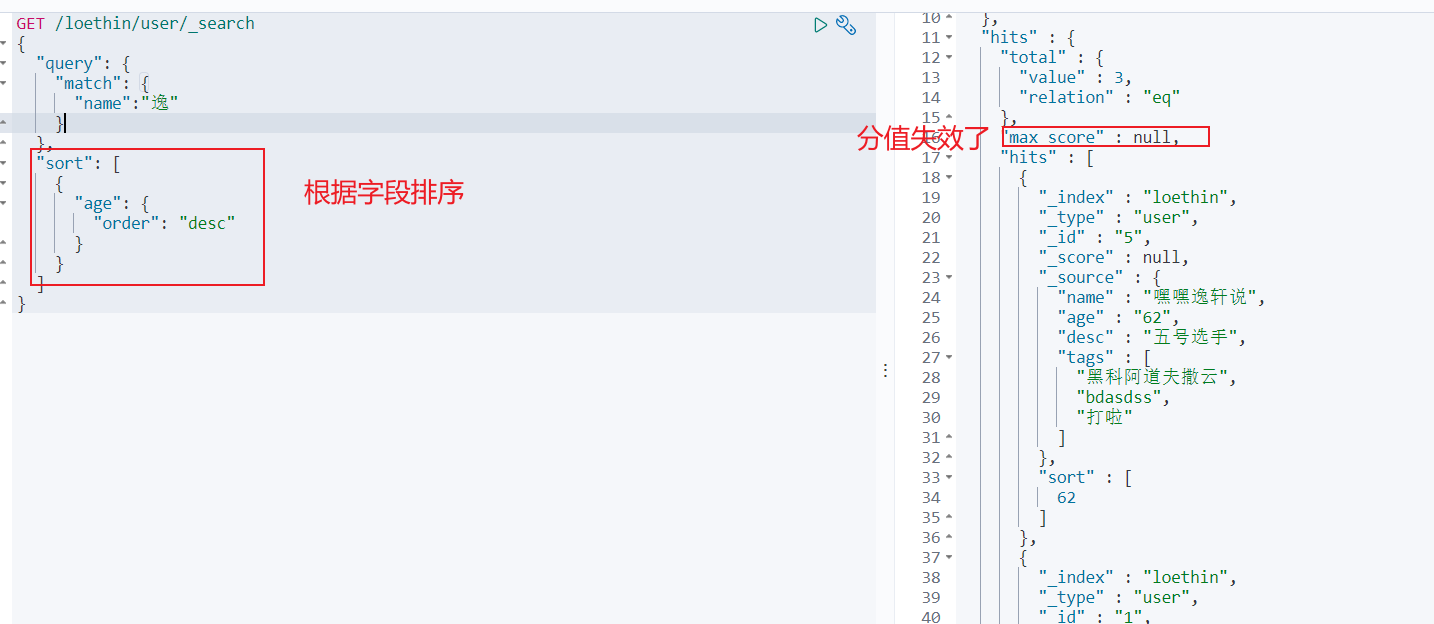 GET /loethin/user/_search
{
"query": {
"match": {
"name":"逸"
}
},
"sort": [
{
"age": {
"order": "desc"
}
}
]
}
根据字段排序
分值失效了
10 },
11 "hits" : {
12 "total" : {
13 "value" : 3,
14 "relation" : "eq"
15 },
16 "max_score" : null,
17 "hits" : [
18 {
19 "_index" : "loethin",
20 "_type" : "user",
21 "_id" : "5",
22 "_score" : null,
23 "_source" : {
24 "name" : "嘿嘿逸轩说",
25 "age" : "62",
26 "desc" : "五号选手",
27 "tags" : [
28 "黑科阿道夫撒云",
29 "bdasdss",
30 "打啦"
31 ]
32 },
33 "sort" : [
34 62
35 ]
36 },
37 {
38 "_index" : "loethin",
39 "_type" : "user",
40 "_id" : "1",